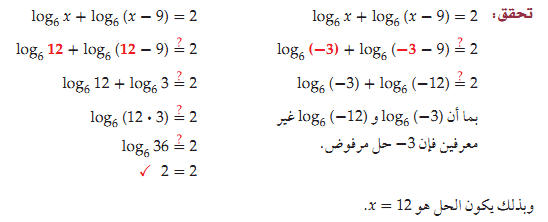 تحقق: log₆ x + log₆ (x − 9) = 2
log₆ (−3) + log₆ (−3 − 9) ≟ 2
log₆ (−3) + log₆ (−12) ≟ 2
بما أن log₆ (−3) و log₆ (−12) غير
معرفين فإن 3− حل مرفوض.
log₆ x + log₆ (x − 9) = 2
log₆ 12 + log₆ (12 − 9) ≟ 2
log₆ 12 + log₆ 3 ≟ 2
log₆ (12 • 3) ≟ 2
log₆ 36 ≟ 2
✓ 2 = 2
وبذلك يكون الحل هو x = 12.